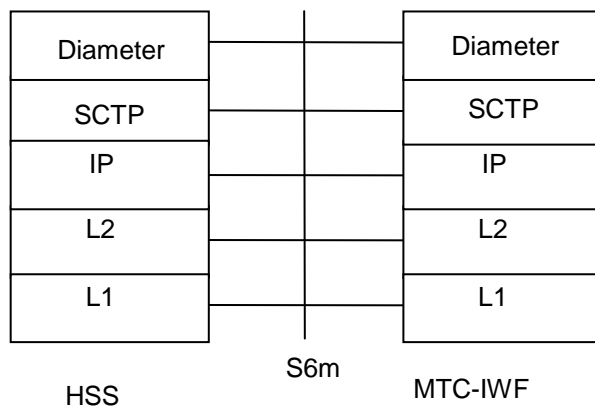 Diameter
SCTP
IP
L2
L1
HSS
S6m
Diameter
SCTP
IP
L2
L1
MTC-IWF